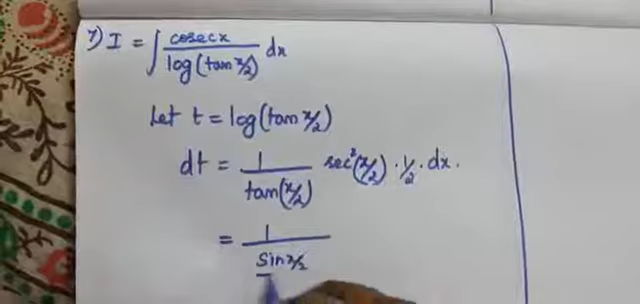 7) I = ∫ cosecx / log(tan x/2) dx
Let t = log(tan x/2)
dt = 1 / tan(x/2) sec²(x/2) · 1/2 · dx.
= 1 / sin x/2